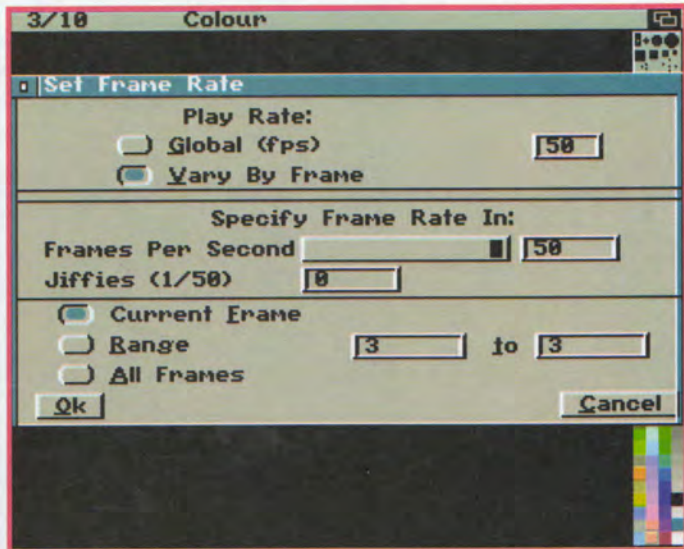 3/10 Colour
Set Frame Rate
Play Rate:
Global (fps) 50
Vary By Frame
Specify Frame Rate In:
Frames Per Second 50
Jiffies (1/50) 0
Current Frame
Range 3 to 3
All Frames
Ok Cancel